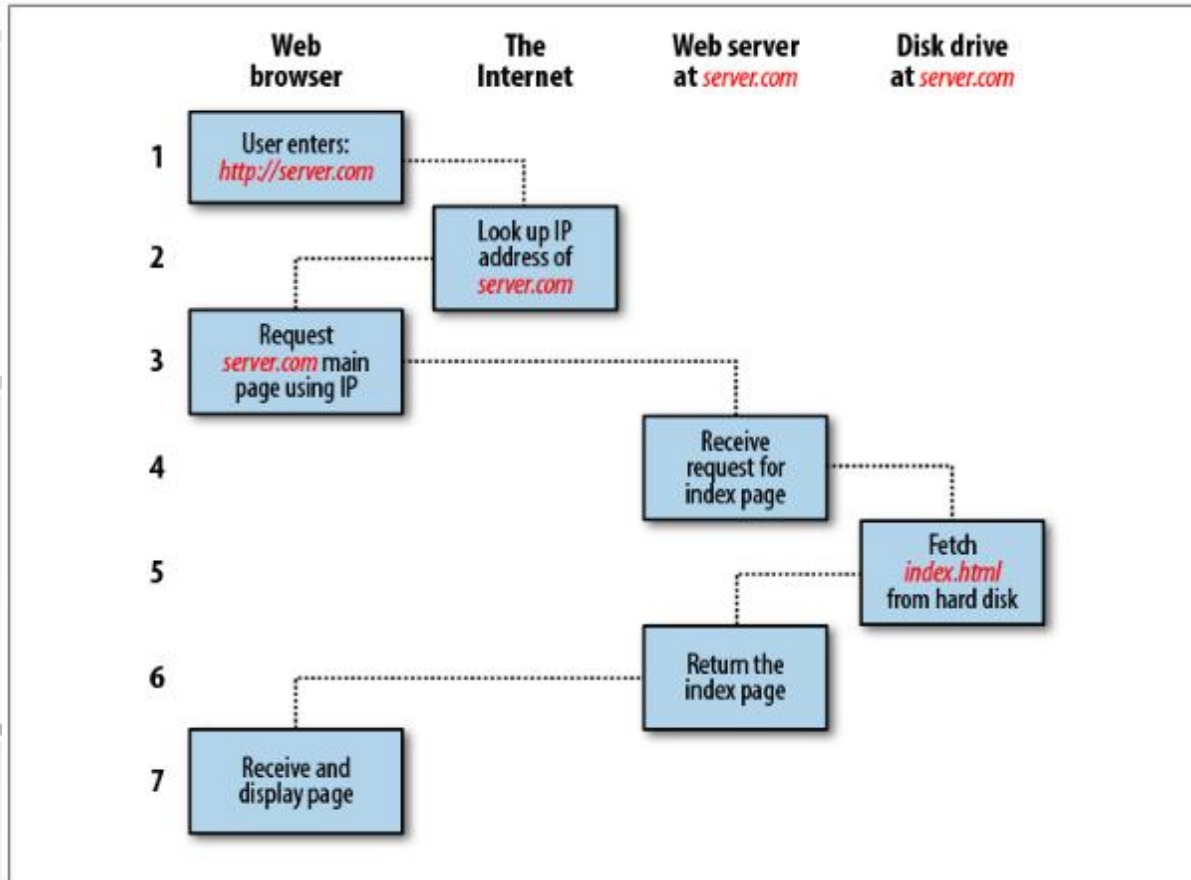 Web
browser
The
Internet
Web server
at server.com
Disk drive
at server.com
1
User enters:
http://server.com
2
Look up IP
address of
server.com
3
Request
server.com main
page using IP
4
Receive
request for
index page
5
Fetch
index.html
from hard disk
6
Return the
index page
7
Receive and
display page